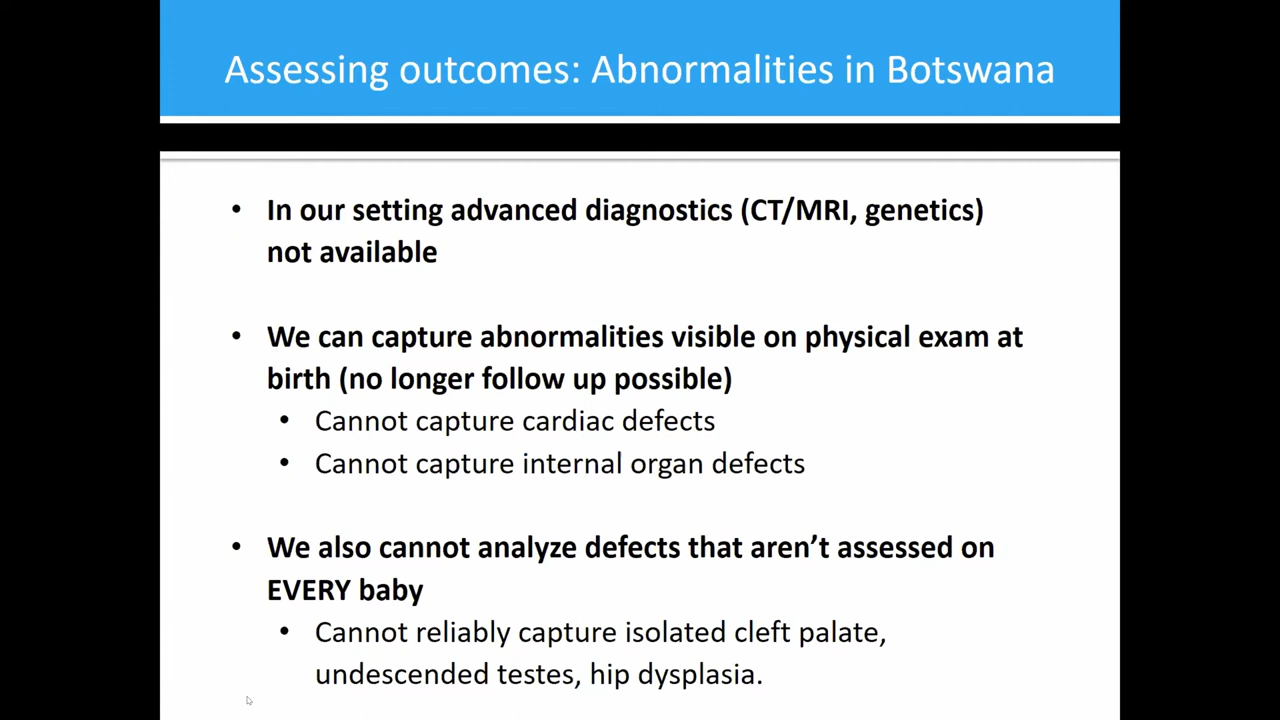 Assessing outcomes: Abnormalities in Botswana
• In our setting advanced diagnostics (CT/MRI, genetics)
not available
• We can capture abnormalities visible on physical exam at
birth (no longer follow up possible)
• Cannot capture cardiac defects
• Cannot capture internal organ defects
• We also cannot analyze defects that aren’t assessed on
EVERY baby
• Cannot reliably capture isolated cleft palate,
undescended testes, hip dysplasia.